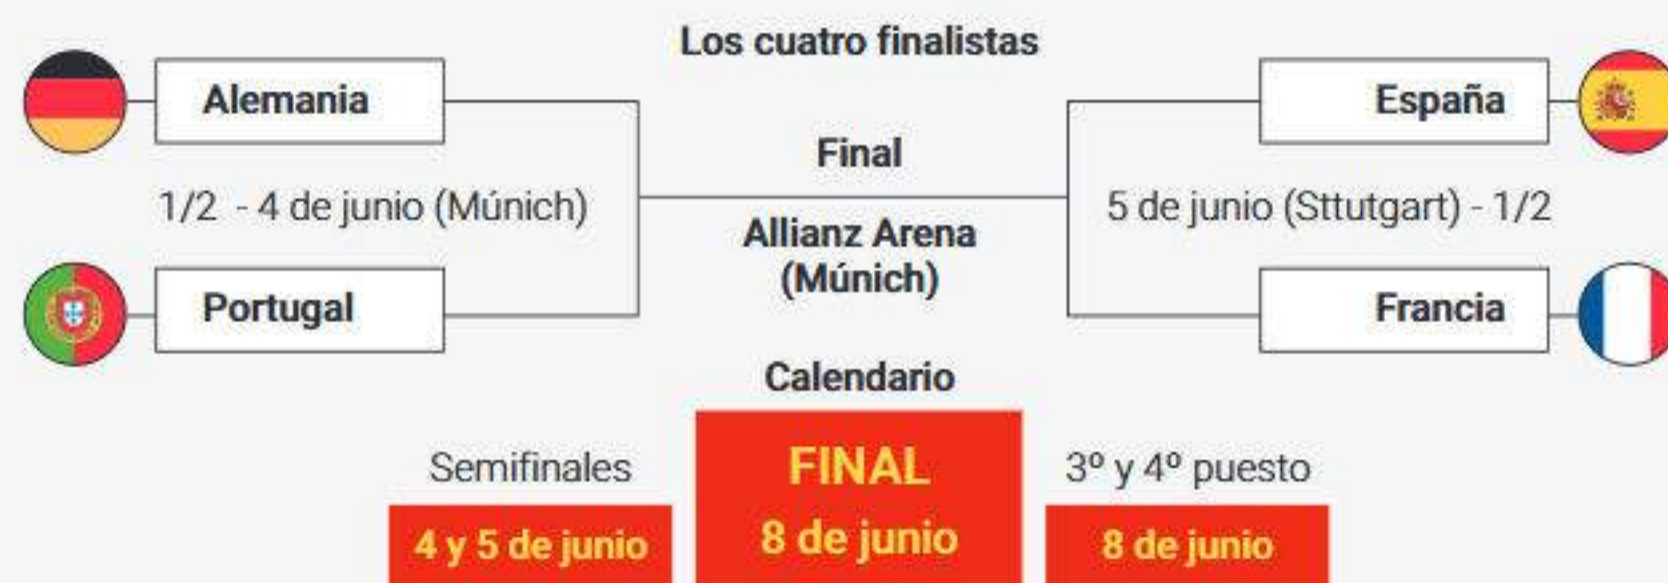 Los cuatro finalistas
Alemania
España
Final
1/2 - 4 de junio (Múnich)
5 de junio (Sttutgart) - 1/2
Allianz Arena
(Múnich)
Portugal
Francia
Calendario
Semifinales
FINAL
3º y 4º puesto
4 y 5 de junio
8 de junio
8 de junio